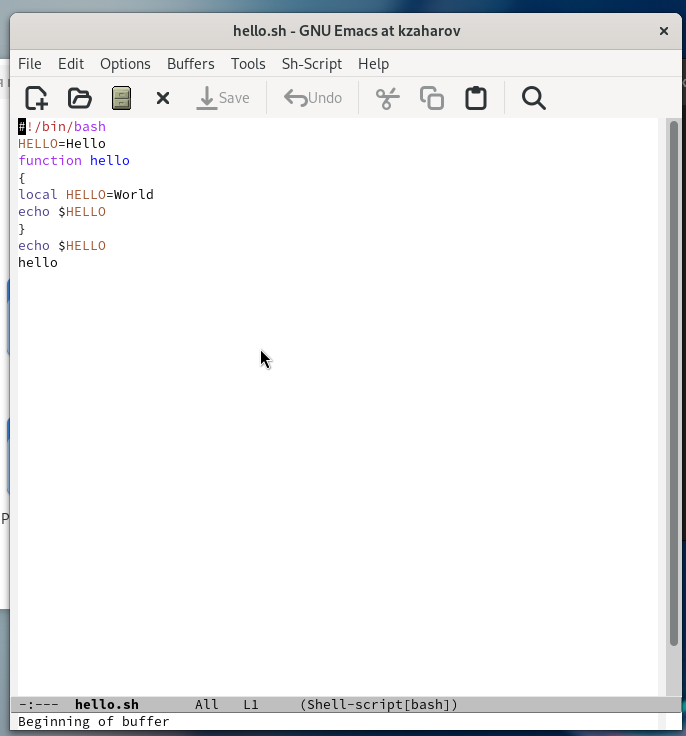 hello.sh - GNU Emacs at kzaharov
File Edit Options Buffers Tools Sh-Script Help
Save Undo
#!/bin/bash
HELLO=Hello
function hello
{
local HELLO=World
echo $HELLO
}
echo $HELLO
hello
P
-:--- hello.sh All L1 (Shell-script[bash])
Beginning of buffer